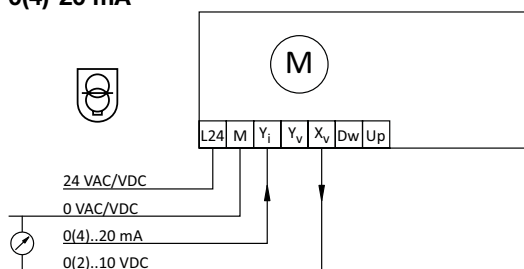 0(4)-20 mA
M
L24 M Yi Yv Xv Dw Up
24 VAC/VDC
0 VAC/VDC
0(4)..20 mA
0(2)..10 VDC